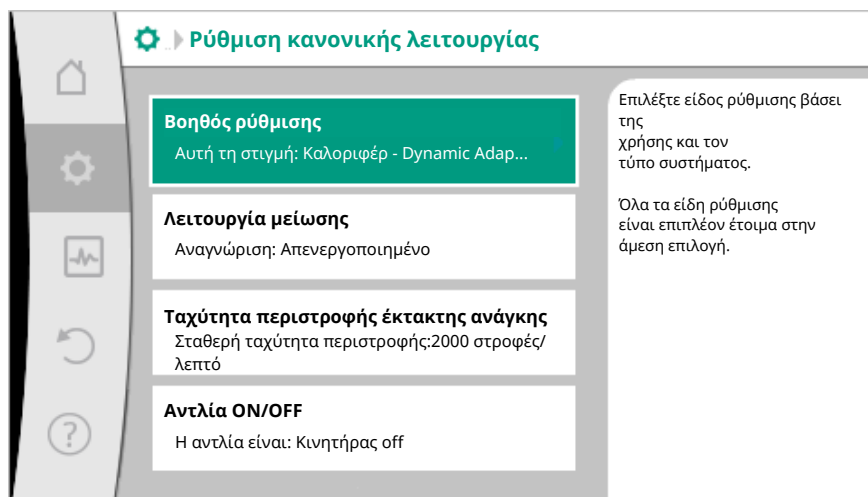 Ρύθμιση κανονικής λειτουργίας
Βοηθός ρύθμισης
Αυτή τη στιγμή: Καλοριφέρ - Dynamic Adap...
Λειτουργία μείωσης
Αναγνώριση: Απενεργοποιημένο
Ταχύτητα περιστροφής έκτακτης ανάγκης
Σταθερή ταχύτητα περιστροφής:2000 στροφές/
λεπτό
Αντλία ON/OFF
Η αντλία είναι: Κινητήρας off
Επιλέξτε είδος ρύθμισης βάσει
της
χρήσης και τον
τύπο συστήματος.
Όλα τα είδη ρύθμισης
είναι επιπλέον έτοιμα στην
άμεση επιλογή.